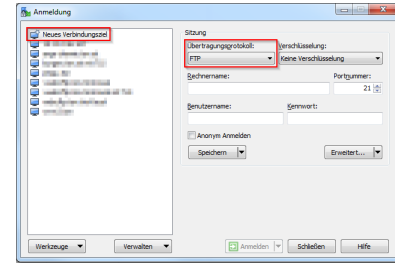 Anmeldung
Neues Verbindungsziel
Sitzung
Übertragungsprotokoll: Verschlüsselung:
FTP Keine Verschlüsselung
Rechnername: Portnummer:
21
Benutzername: Kennwort:
Anonym Anmelden
Speichern Erweitert...
Werkzeuge Verwalten Anmelden Schließen Hilfe